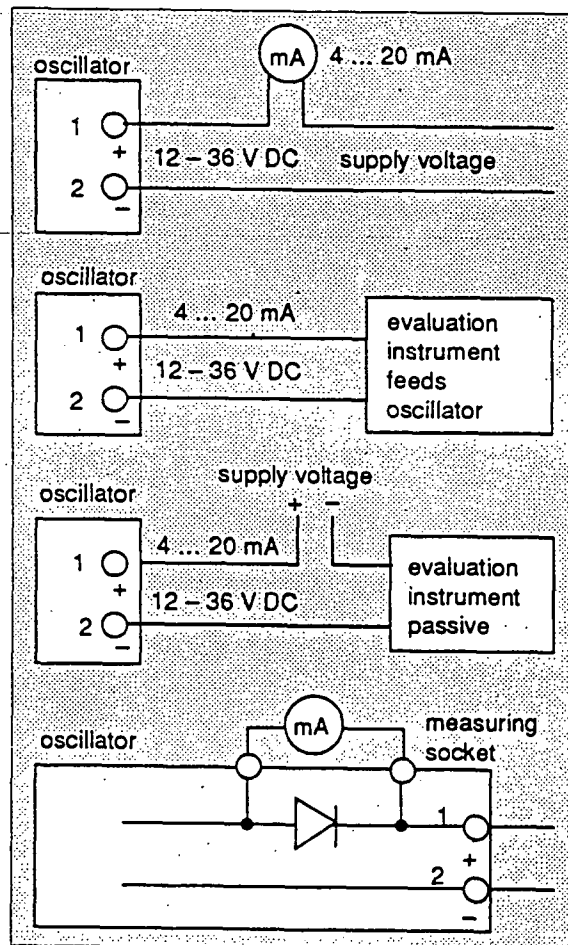 mA 4 ... 20 mA
oscillator
1
+ 12 – 36 V DC supply voltage
2
–
oscillator
4 ... 20 mA
1
+ 12 – 36 V DC
2
–
evaluation
instrument
feeds
oscillator
supply voltage
+ –
oscillator
1 4 ... 20 mA
+
12 – 36 V DC
2
–
evaluation
instrument
passive
mA
measuring
socket
oscillator
1
+
2
–